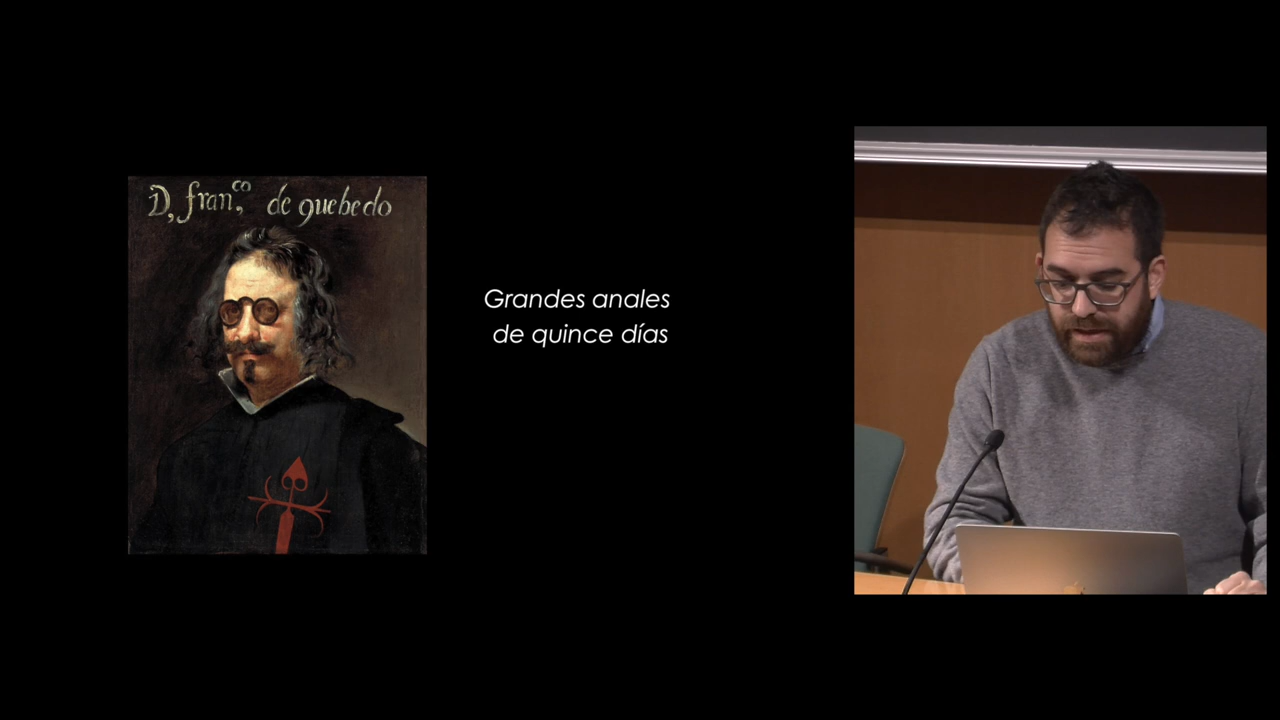 D, fran,co de quebedo
Grandes anales
de quince días